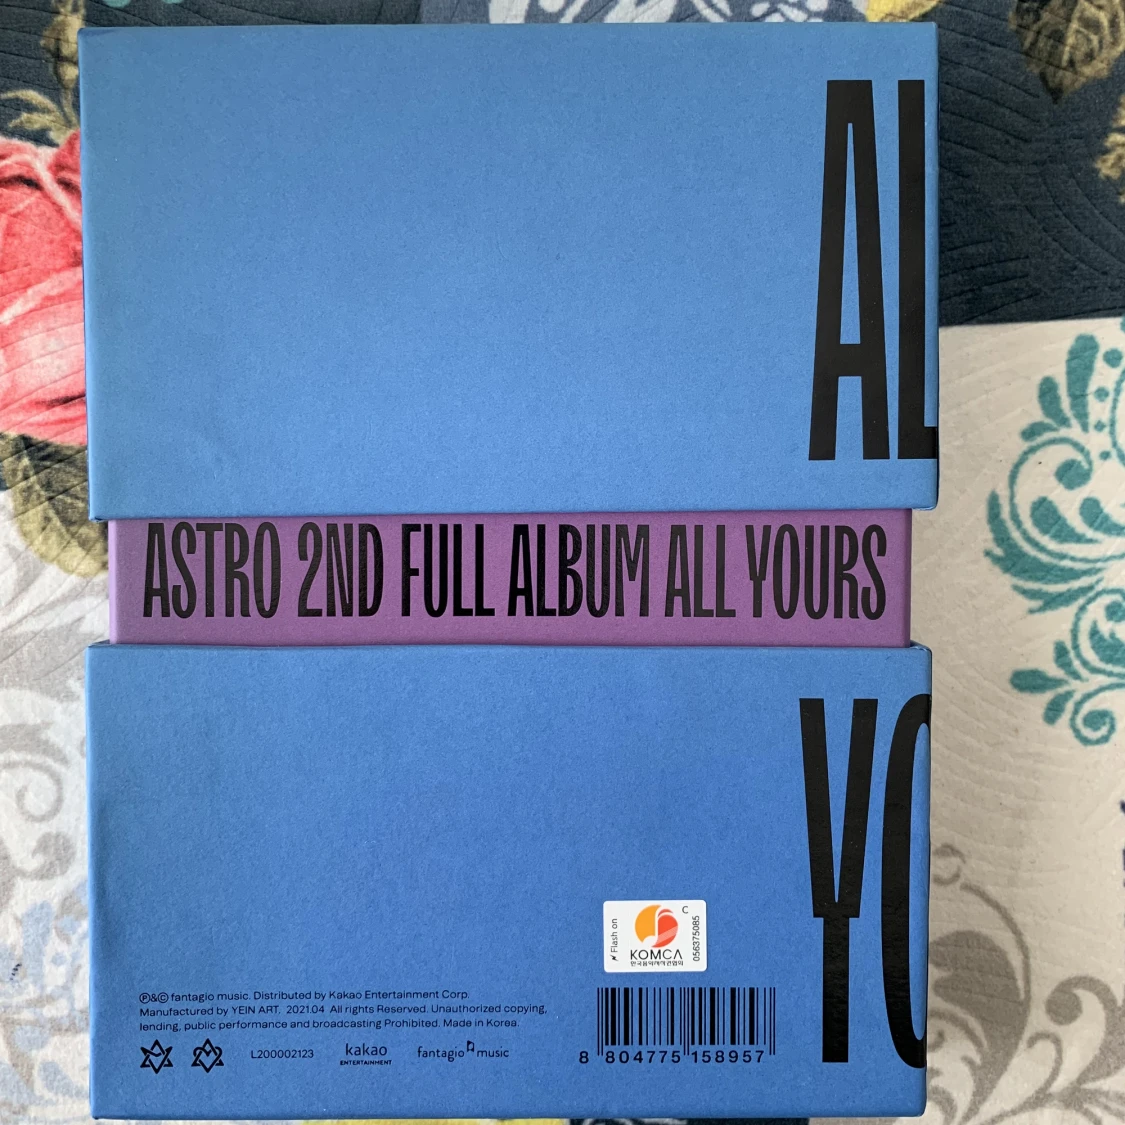 AL
ASTRO 2ND FULL ALBUM ALL YOURS
YO
Flash on
C
KOMCA
한국음악저작권협회
056375085
℗&© fantagio music. Distributed by Kakao Entertainment Corp.
Manufactured by YEIN ART. 2021.04 All rights Reserved. Unauthorized copying,
lending, public performance and broadcasting Prohibited. Made in Korea.
L200002123
kakao
ENTERTAINMENT
fantagio music
8 804775 158957